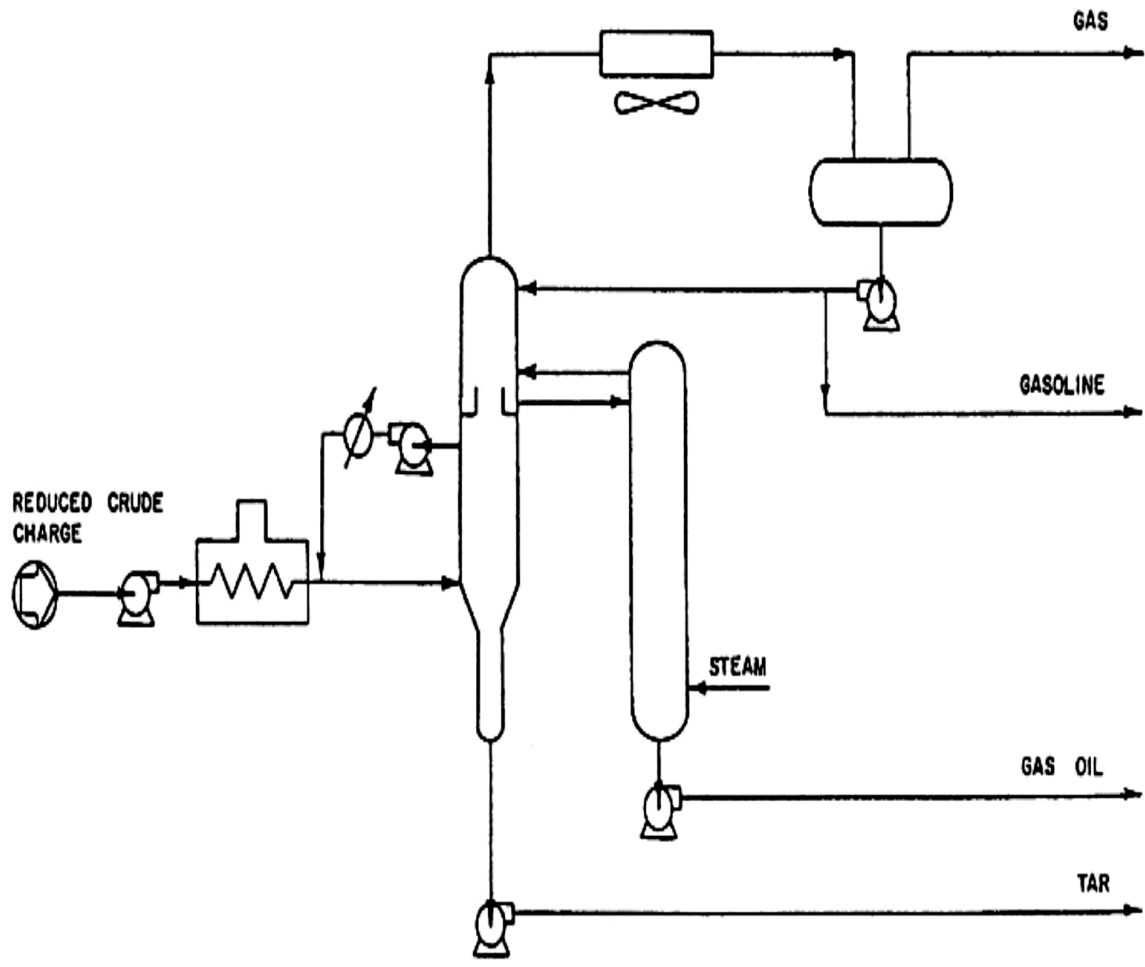 GAS
GASOLINE
REDUCED CRUDE
CHARGE
STEAM
GAS OIL
TAR